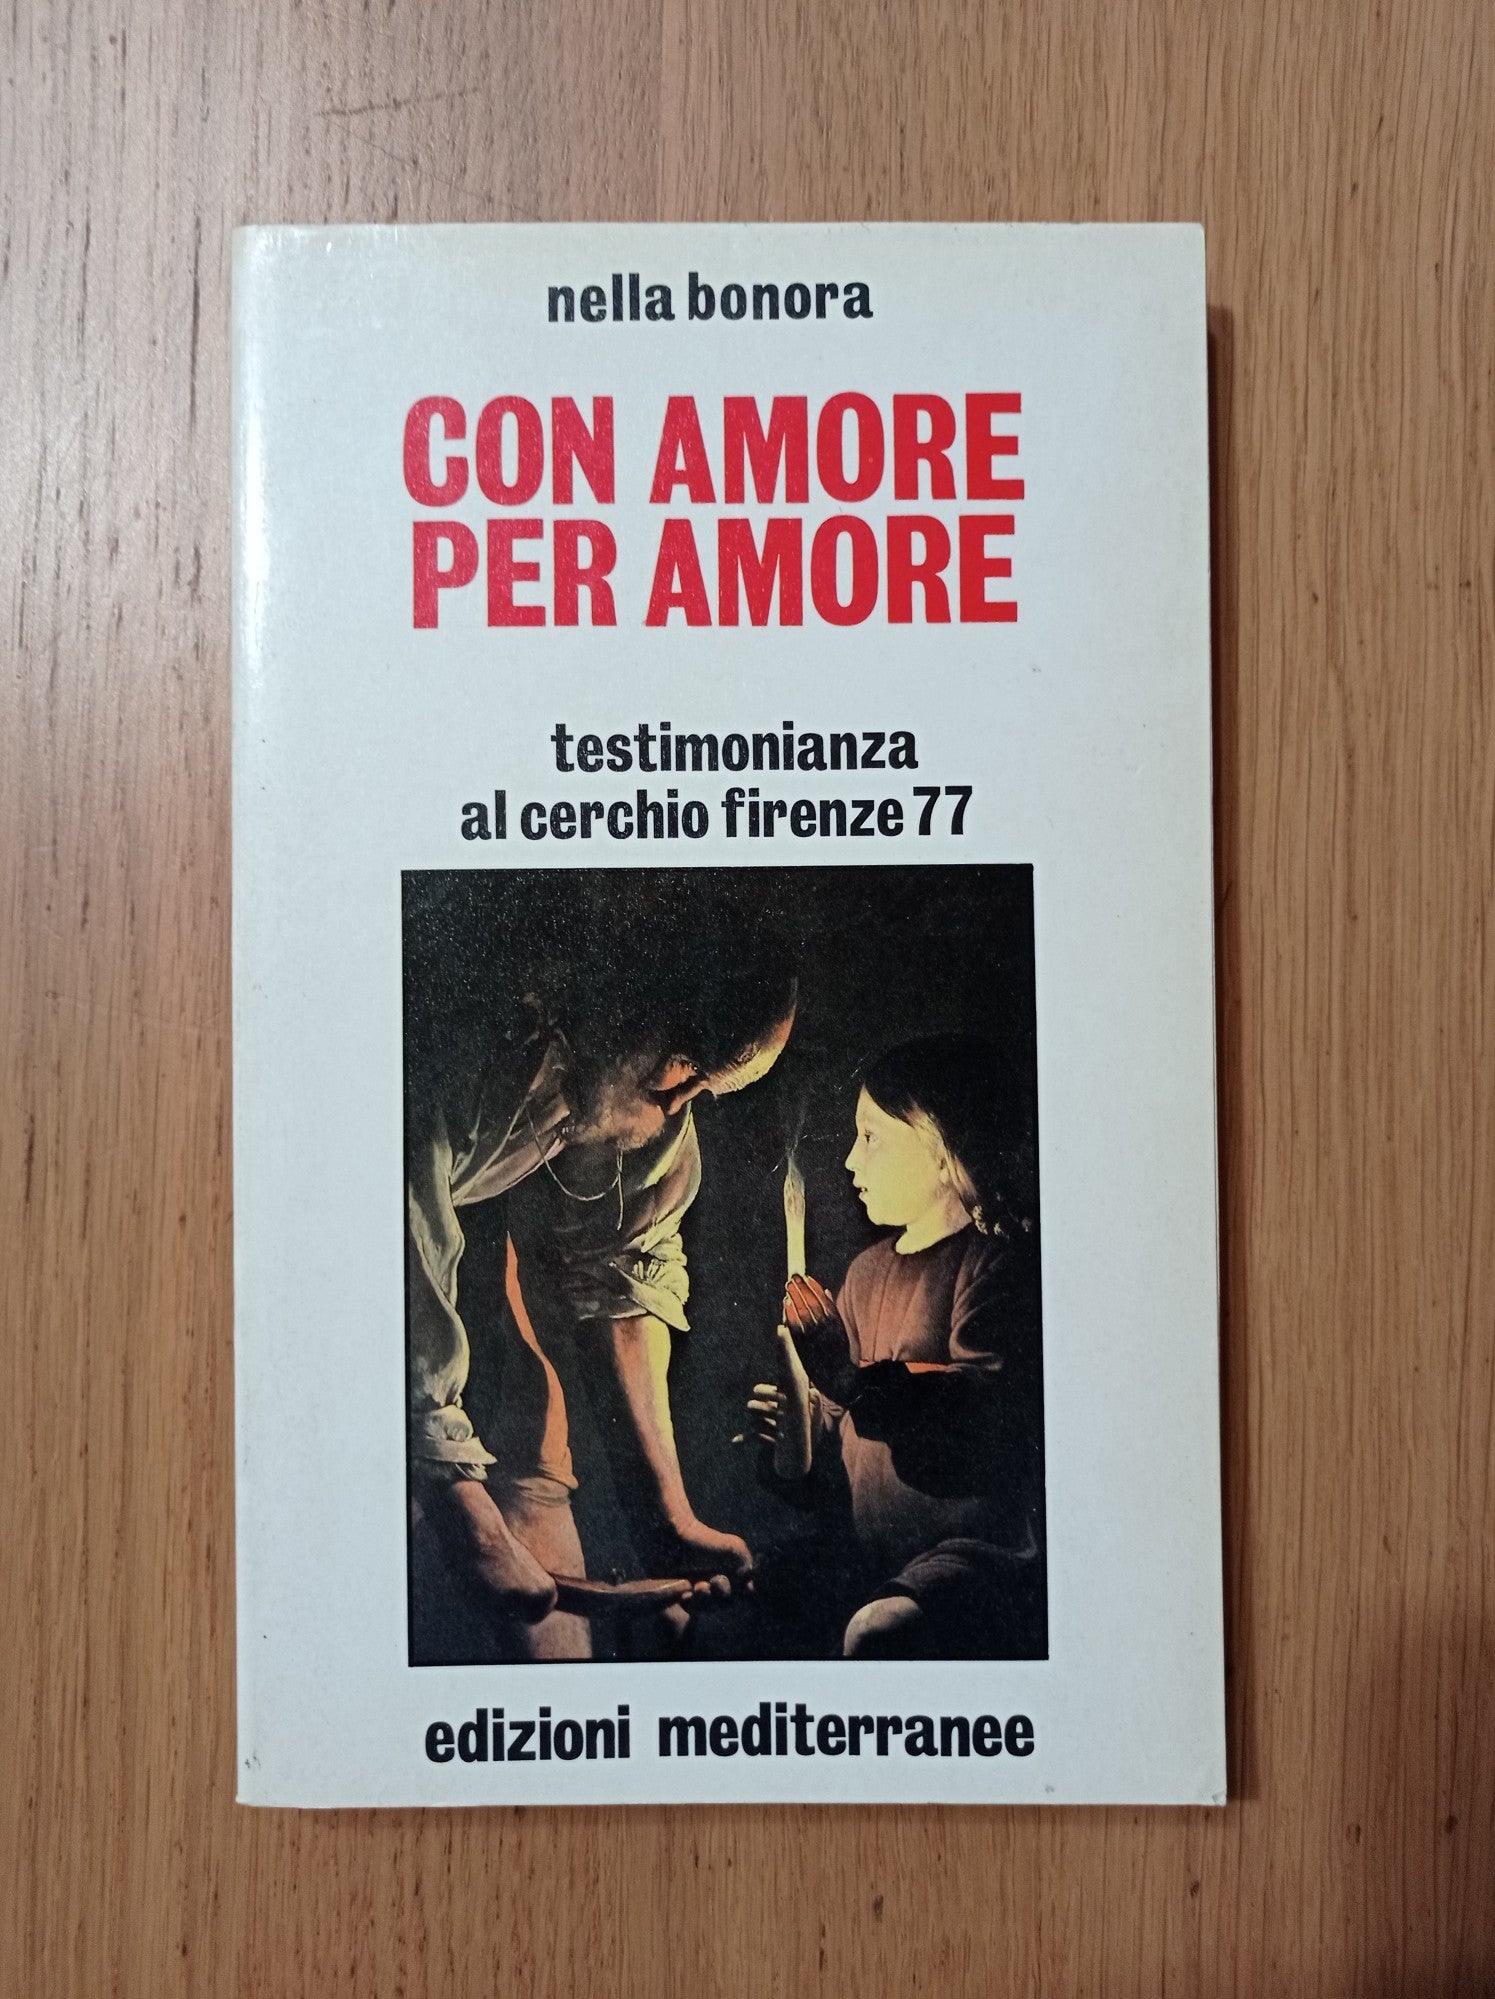 nella bonora
CON AMORE
PER AMORE
testimonianza
al cerchio firenze 77
edizioni mediterranee